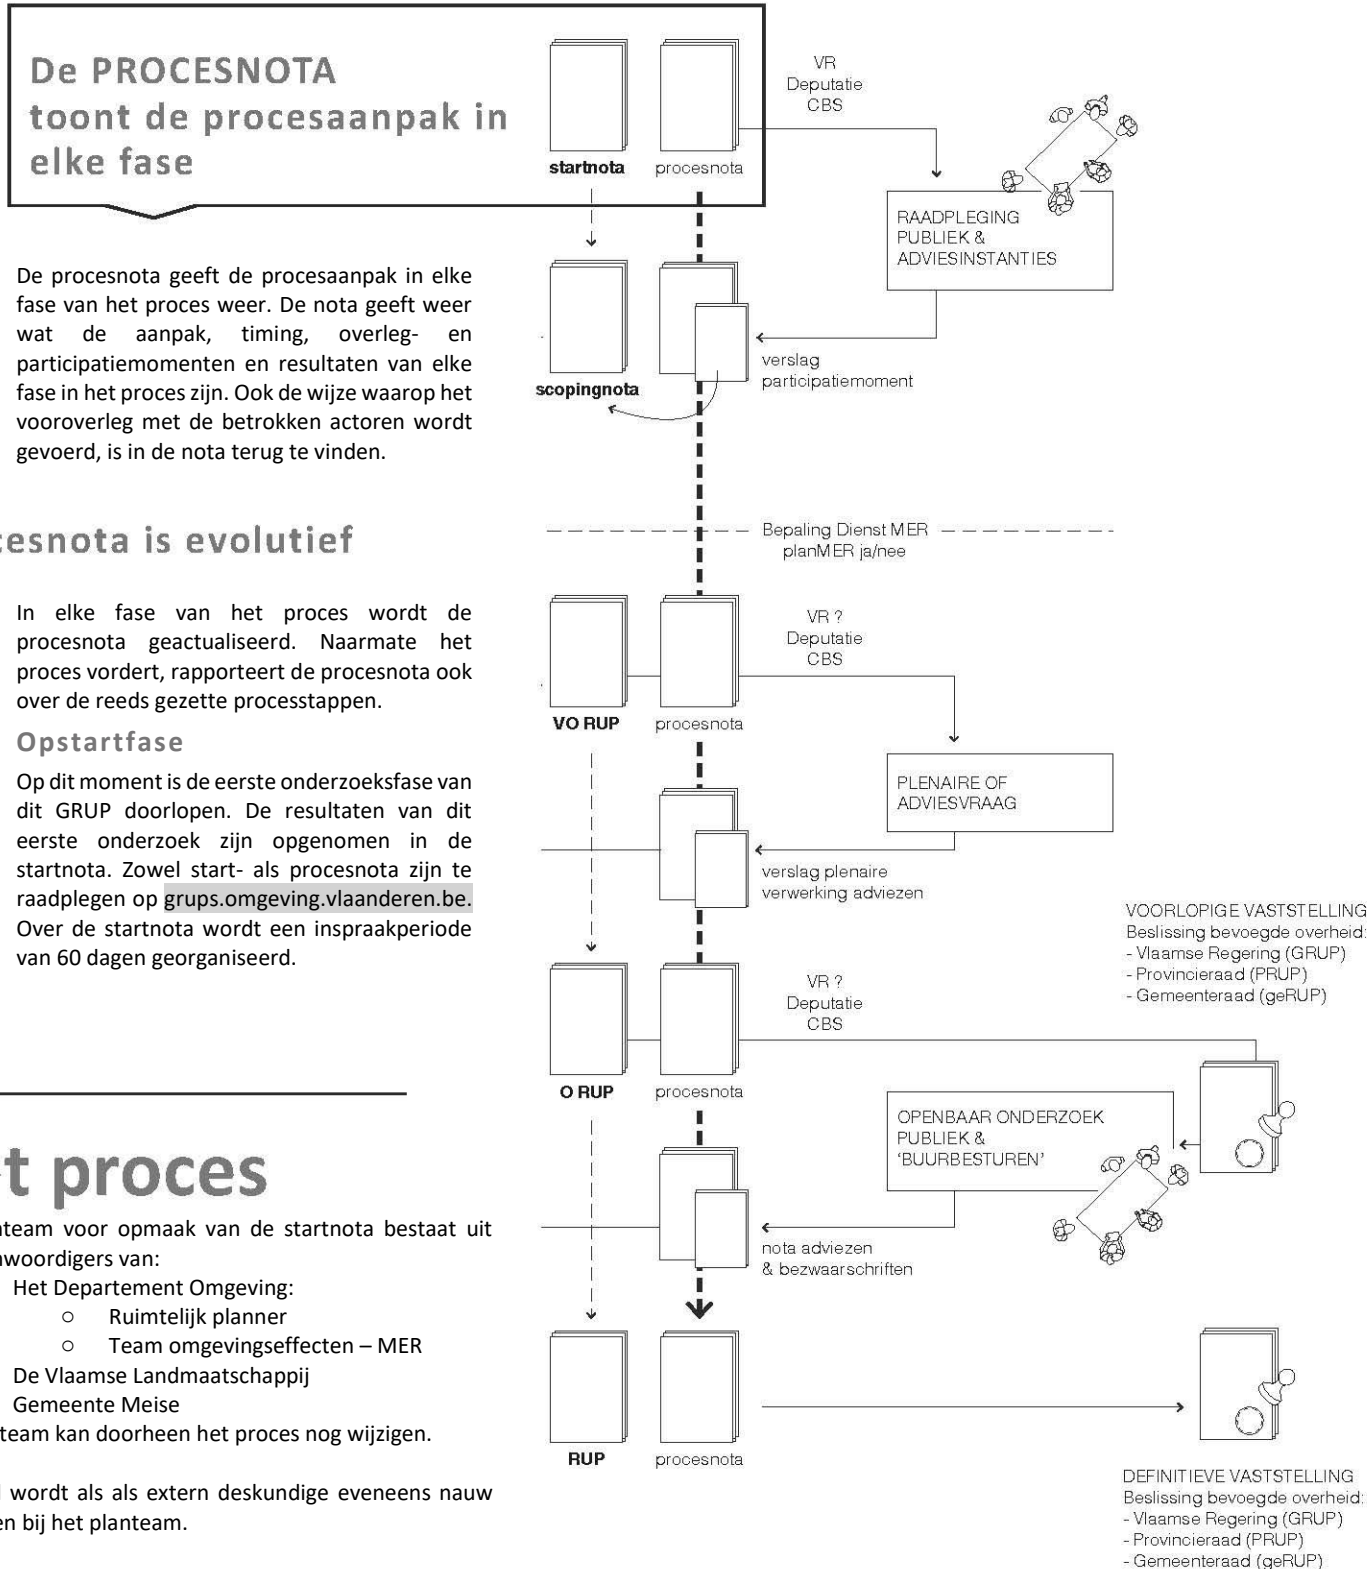 De PROCESNOTA
toont de procesaanpak in
elke fase
De procesnota geeft de procesaanpak in elke
fase van het proces weer. De nota geeft weer
wat de aanpak, timing, overleg- en
participatiemomenten en resultaten van elke
fase in het proces zijn. Ook de wijze waarop het
vooroverleg met de betrokken actoren wordt
gevoerd, is in de nota terug te vinden.
esnota is evolutief
In elke fase van het proces wordt de
procesnota geactualiseerd. Naarmate het
proces vordert, rapporteert de procesnota ook
over de reeds gezette processtappen.
Opstartfase
Op dit moment is de eerste onderzoeksfase van
dit GRUP doorlopen. De resultaten van dit
eerste onderzoek zijn opgenomen in de
startnota. Zowel start- als procesnota zijn te
raadplegen op grups.omgeving.vlaanderen.be.
Over de startnota wordt een inspraakperiode
van 60 dagen georganiseerd.
t proces
team voor opmaak van de startnota bestaat uit
woordigers van:
Het Departement Omgeving:
○ Ruimtelijk planner
○ Team omgevingseffecten – MER
De Vlaamse Landmaatschappij
Gemeente Meise
team kan doorheen het proces nog wijzigen.
wordt als als extern deskundige eveneens nauw
en bij het planteam.
startnota
procesnota
VR
Deputatie
CBS
RAADPLEGING
PUBLIEK &
ADVIESINSTANTIES
scopingnota
verslag
participatiemoment
Bepaling Dienst MER
planMER ja/nee
VO RUP
procesnota
VR ?
Deputatie
CBS
PLENAIRE OF
ADVIESVRAAG
verslag plenaire
verwerking adviezen
VOORLOPIGE VASTSTELLING
Beslissing bevoegde overheid:
- Vlaamse Regering (GRUP)
- Provincieraad (PRUP)
- Gemeenteraad (geRUP)
O RUP
procesnota
VR ?
Deputatie
CBS
OPENBAAR ONDERZOEK
PUBLIEK &
'BUURBESTUREN'
nota adviezen
& bezwaarschriften
RUP
procesnota
DEFINITIEVE VASTSTELLING
Beslissing bevoegde overheid:
- Vlaamse Regering (GRUP)
- Provincieraad (PRUP)
- Gemeenteraad (geRUP)